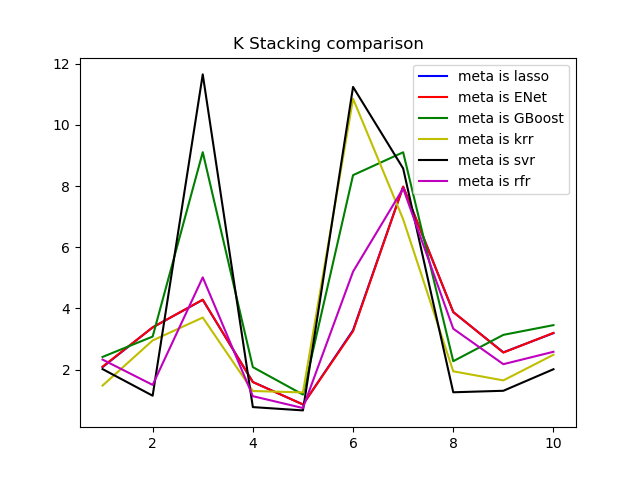 K Stacking comparison
12
10
8
6
4
2
2 4 6 8 10
meta is lasso
meta is ENet
meta is GBoost
meta is krr
meta is svr
meta is rfr